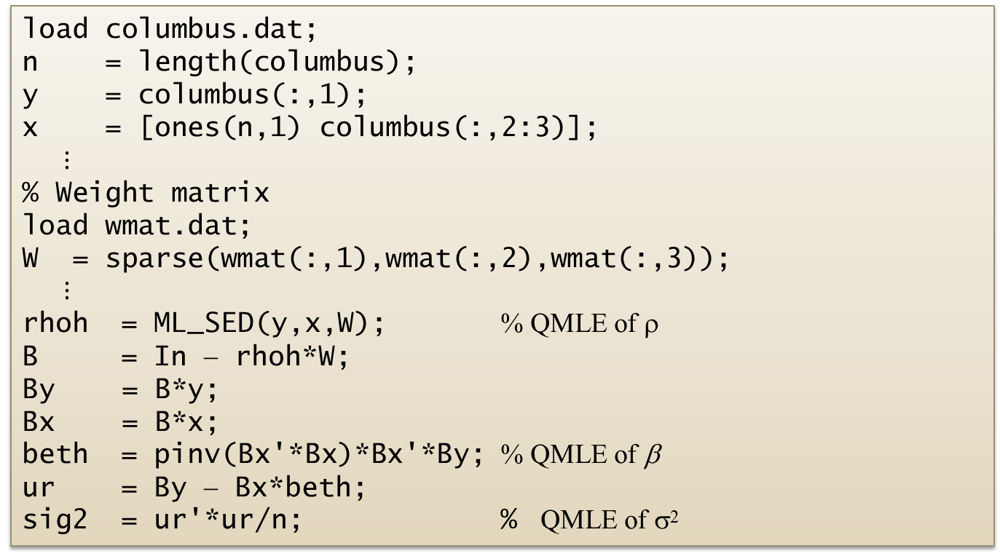 load columbus.dat;
n    = length(columbus);
y    = columbus(:,1);
x    = [ones(n,1) columbus(:,2:3)];
⋮
% Weight matrix
load wmat.dat;
W  = sparse(wmat(:,1),wmat(:,2),wmat(:,3));
⋮
rhoh  = ML_SED(y,x,W);       % QMLE of ρ
B     = In – rhoh*W;
By    = B*y;
Bx    = B*x;
beth  = pinv(Bx'*Bx)*Bx'*By; % QMLE of β
ur    = By – Bx*beth;
sig2  = ur'*ur/n;            %  QMLE of σ²